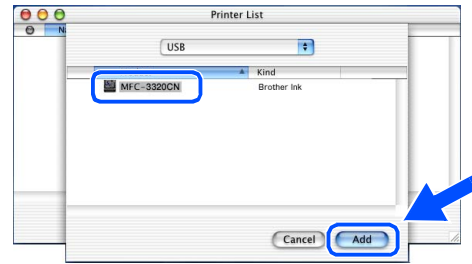 Printer List
N
USB
Kind
MFC-3320CN
Brother Ink
Cancel
Add